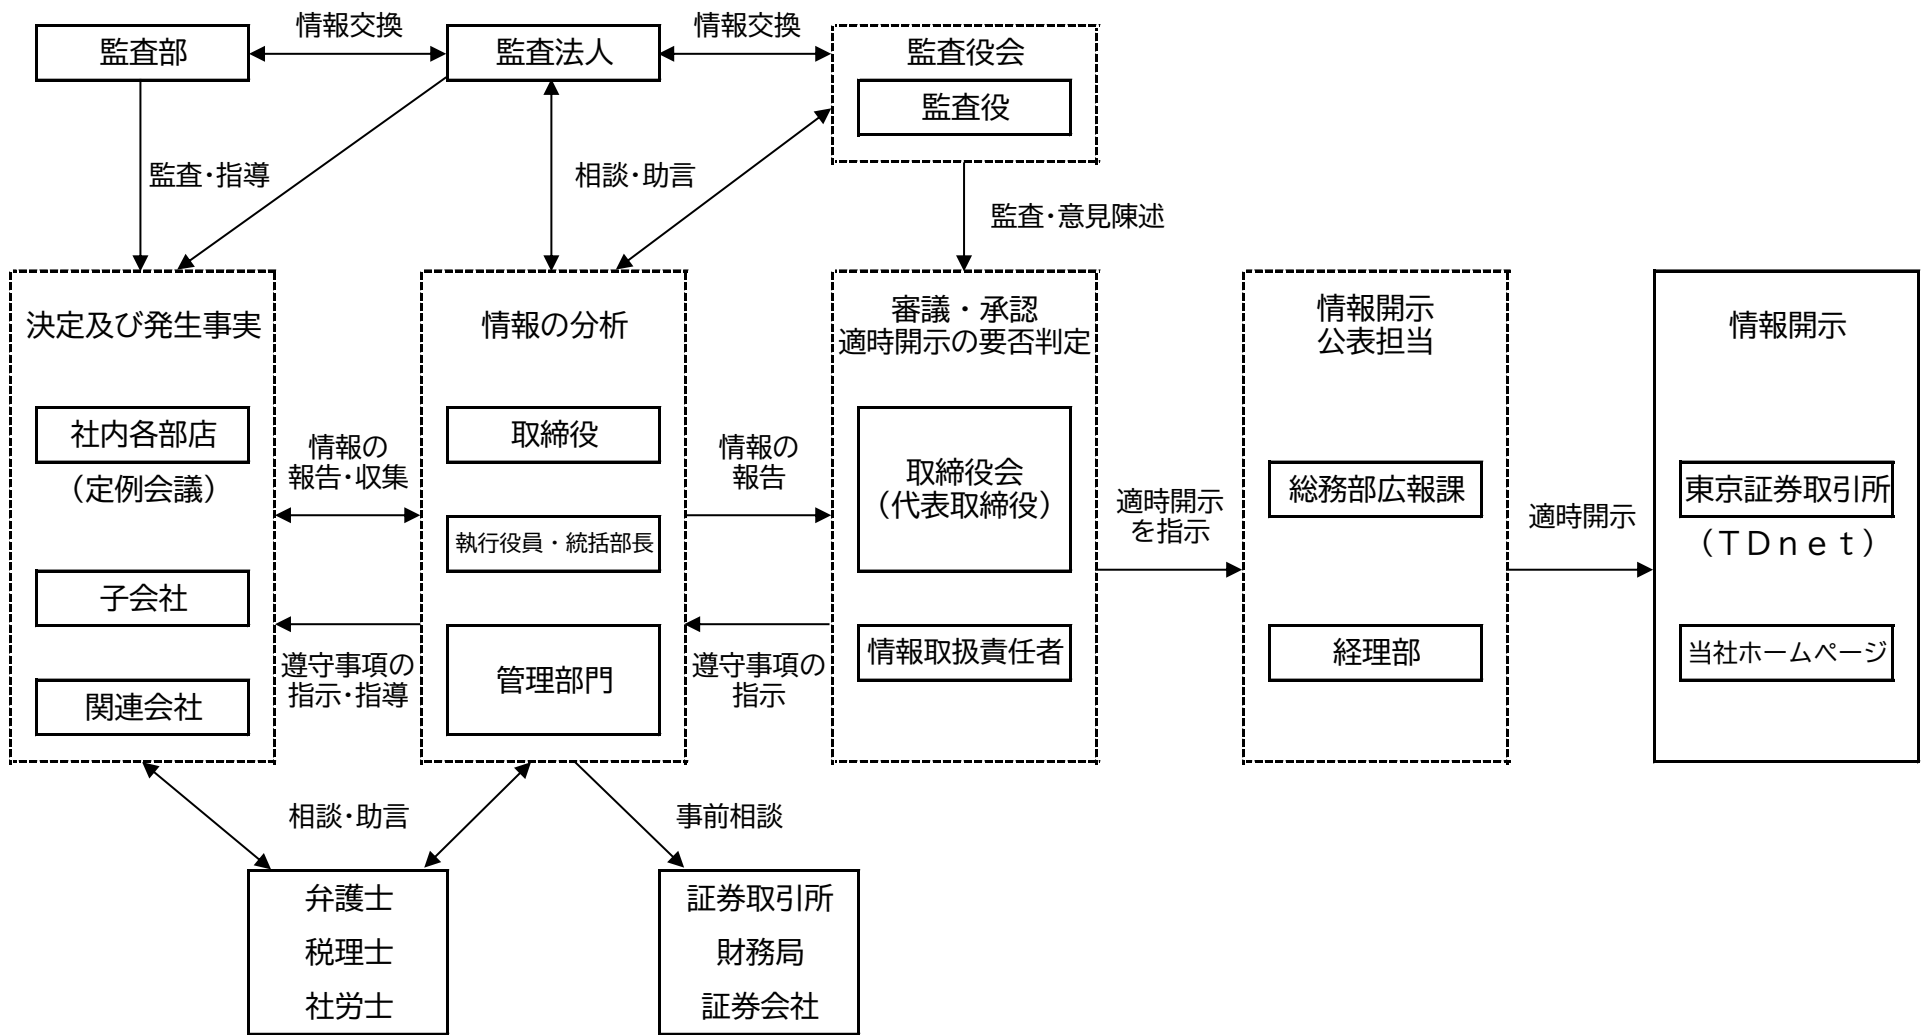 情報交換
情報交換
監査部
監査法人
監査役会
監査役
監査・指導
相談・助言
監査・意見陳述
決定及び発生事実
社内各部店
（定例会議）
子会社
関連会社
情報の
報告・収集
遵守事項の
指示・指導
情報の分析
取締役
執行役員・統括部長
管理部門
情報の
報告
遵守事項の
指示
審議・承認
適時開示の要否判定
取締役会
（代表取締役）
情報取扱責任者
適時開示
を指示
情報開示
公表担当
総務部広報課
経理部
適時開示
情報開示
東京証券取引所
（ＴＤｎｅｔ）
当社ホームページ
相談・助言
事前相談
弁護士
税理士
社労士
証券取引所
財務局
証券会社